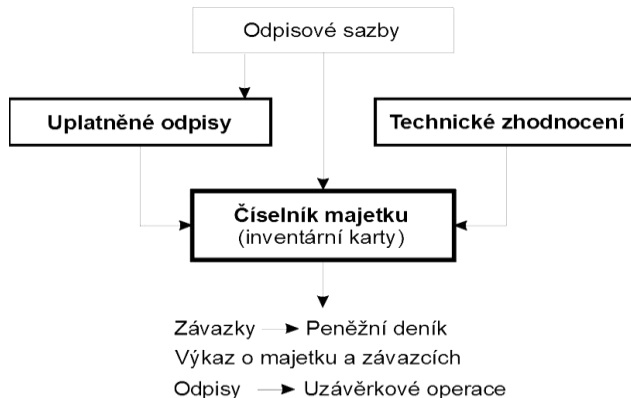 Odpisové sazby
Uplatněné odpisy
Technické zhodnocení
Číselník majetku
(inventární karty)
Závazky Peněžní deník
Výkaz o majetku a závazcích
Odpisy Uzávěrkové operace